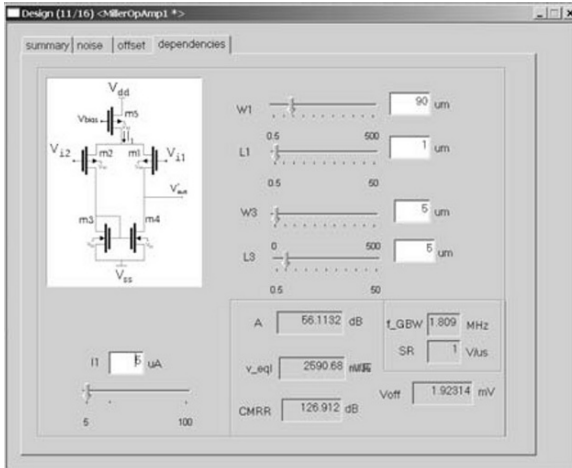 Design (11/16) <MillerOpAmp1 *>
summary noise offset dependencies
Vdd
Vbias m5
I1
Vi2 m2 m1 Vi1
m3 m4
Vss
W1 90 um
0.5 500
L1 1 um
0.5 50
W3 5 um
0 500
L3 5 um
0.5 50
A 56.1132 dB
f_GBW 1.809 MHz
SR 1 V/us
I1 6 uA
5 100
v_eql 2590.68
Voff 1.92314 mV
CMRR 126.912 dB